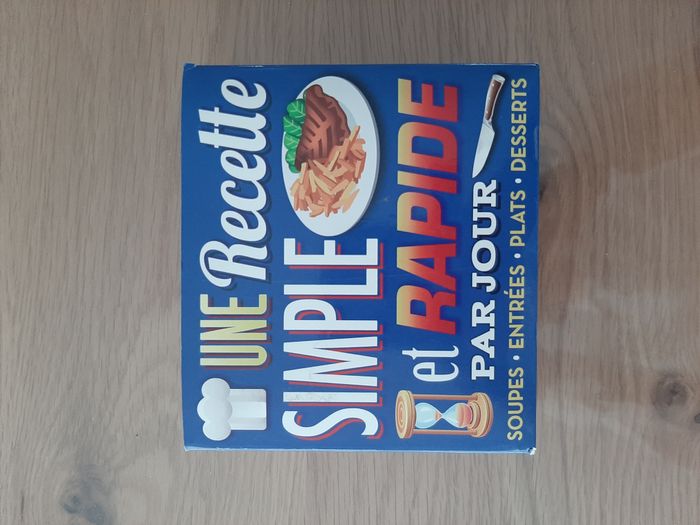 UNE Recette
SIMPLE
et RAPIDE
PAR JOUR
SOUPES • ENTRÉES • PLATS • DESSERTS